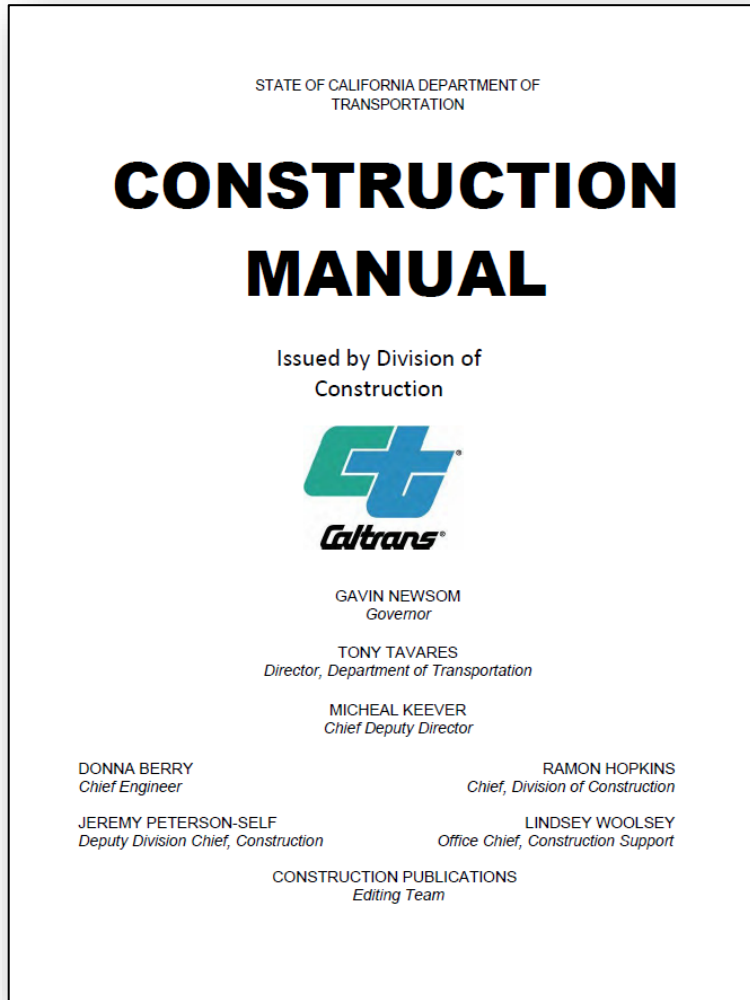 STATE OF CALIFORNIA DEPARTMENT OF
TRANSPORTATION
CONSTRUCTION
MANUAL
Issued by Division of
Construction
ct®
Caltrans®
GAVIN NEWSOM
Governor
TONY TAVARES
Director, Department of Transportation
MICHEAL KEEVER
Chief Deputy Director
DONNA BERRY
Chief Engineer
RAMON HOPKINS
Chief, Division of Construction
JEREMY PETERSON-SELF
Deputy Division Chief, Construction
LINDSEY WOOLSEY
Office Chief, Construction Support
CONSTRUCTION PUBLICATIONS
Editing Team